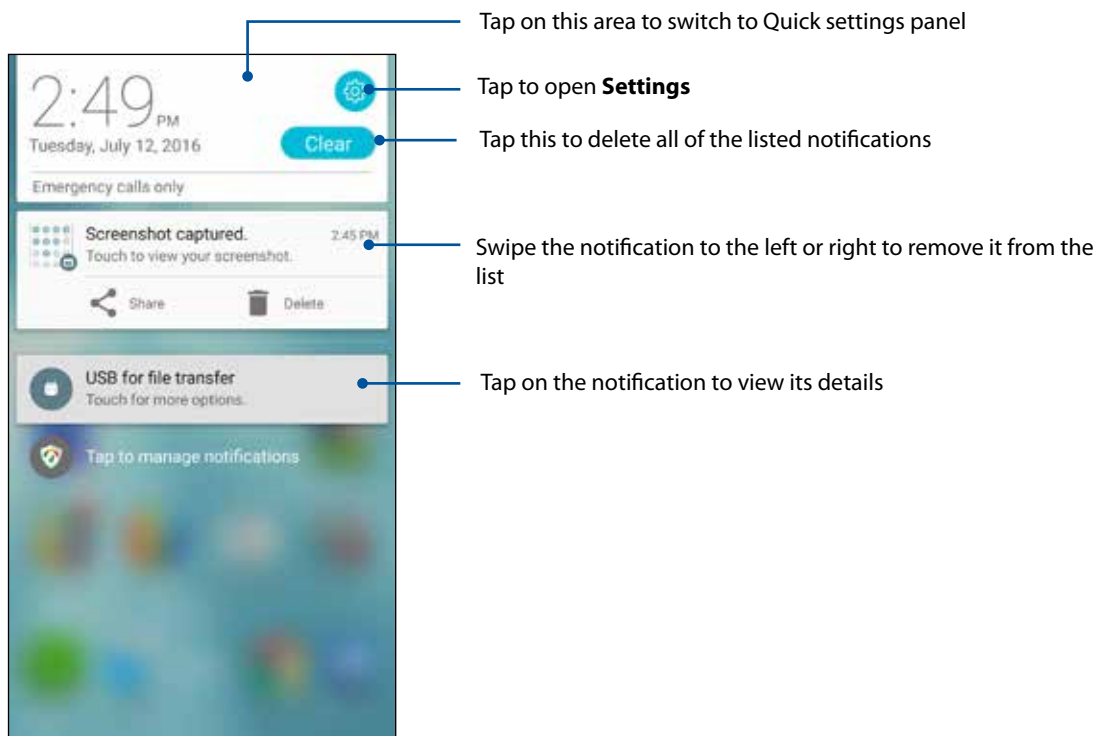 Tap on this area to switch to Quick settings panel
Tap to open Settings
Tap this to delete all of the listed notifications
Swipe the notification to the left or right to remove it from the
list
Tap on the notification to view its details
2:49 PM
Tuesday, July 12, 2016
Clear
Emergency calls only
Screenshot captured. 2:45 PM
Touch to view your screenshot.
Share Delete
USB for file transfer
Touch for more options.
Tap to manage notifications